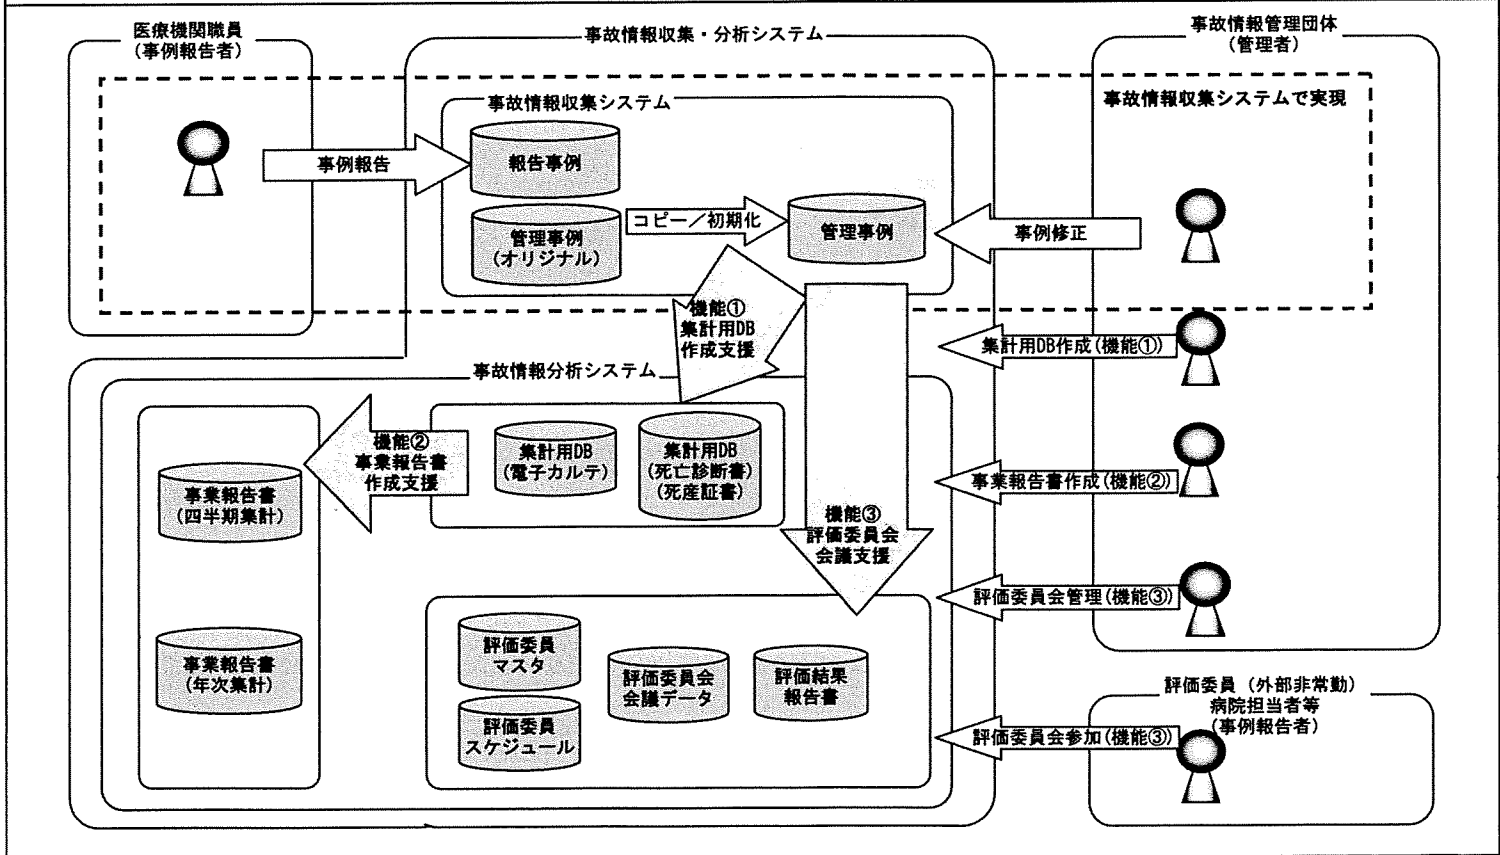 医療機関職員
（事例報告者）
事故情報収集・分析システム
事故情報管理団体
（管理者）
事故情報収集システム
事故情報収集システムで実現
事例報告
報告事例
管理事例
（オリジナル）
コピー／初期化
管理事例
事例修正
機能①
集計用DB
作成支援
集計用DB作成（機能①）
事故情報分析システム
機能②
事業報告書
作成支援
集計用DB
（電子カルテ）
集計用DB
（死亡診断書）
（死産証書）
事業報告書
（四半期集計）
事業報告書作成（機能②）
機能③
評価委員会
会議支援
評価委員会管理（機能③）
事業報告書
（年次集計）
評価委員
マスタ
評価委員会
会議データ
評価結果
報告書
評価委員
スケジュール
評価委員（外部非常勤）
病院担当者等
（事例報告者）
評価委員会参加（機能③）